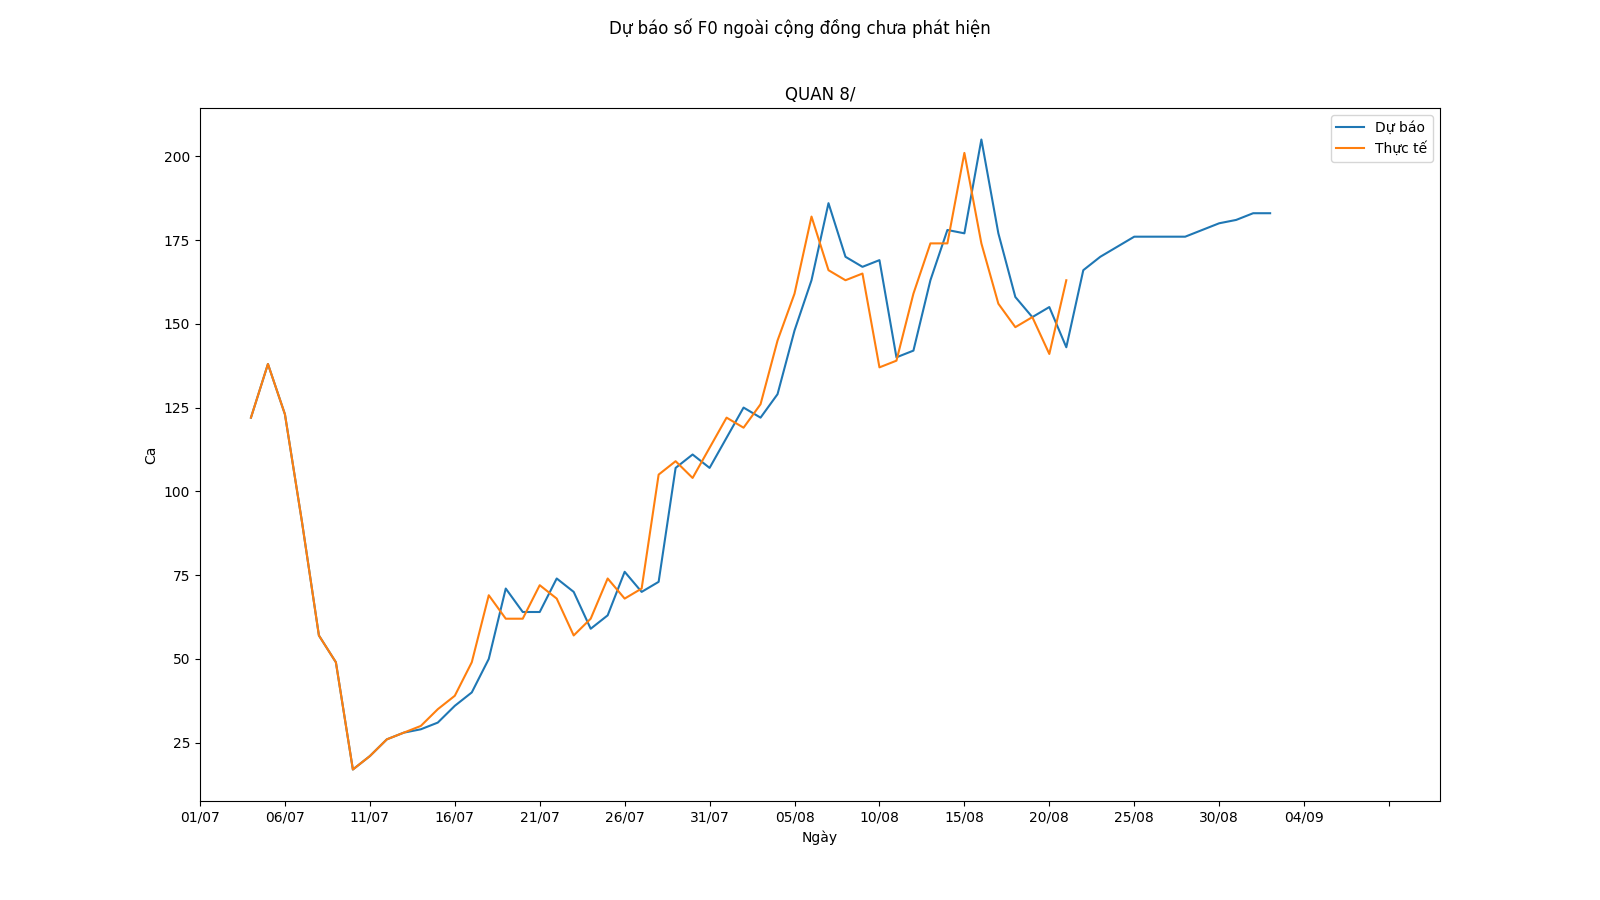 Dự báo số F0 ngoài cộng đồng chưa phát hiện
QUAN 8/
Dự báo
Thực tế
200
175
150
125
100
75
50
25
Ca
01/07 06/07 11/07 16/07 21/07 26/07 31/07 05/08 10/08 15/08 20/08 25/08 30/08 04/09
Ngày